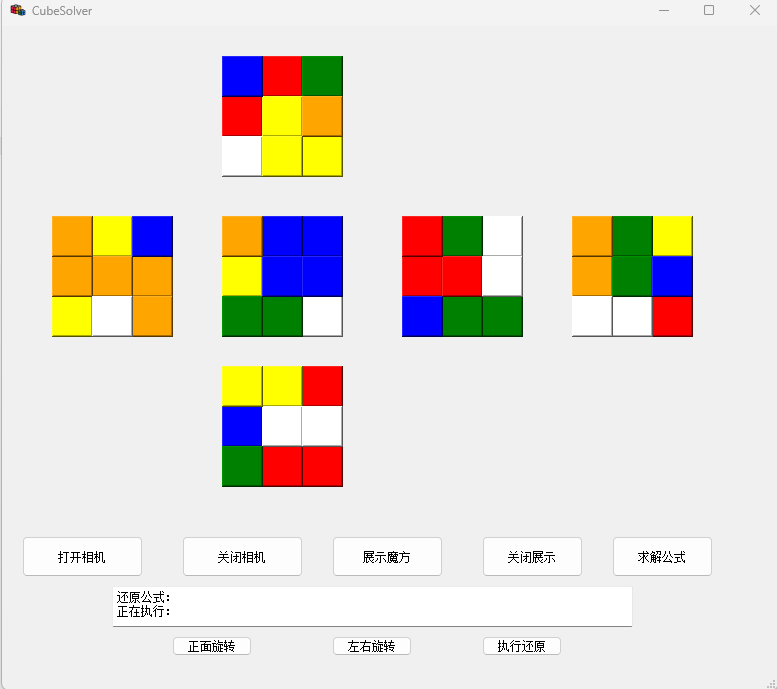 CubeSolver
打开相机
关闭相机
展示魔方
关闭展示
求解公式
还原公式:
正在执行:
正面旋转
左右旋转
执行还原